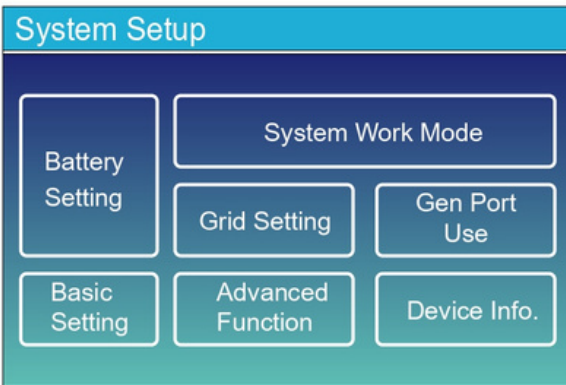 System Setup
Battery
Setting
System Work Mode
Grid Setting
Gen Port
Use
Basic
Setting
Advanced
Function
Device Info.